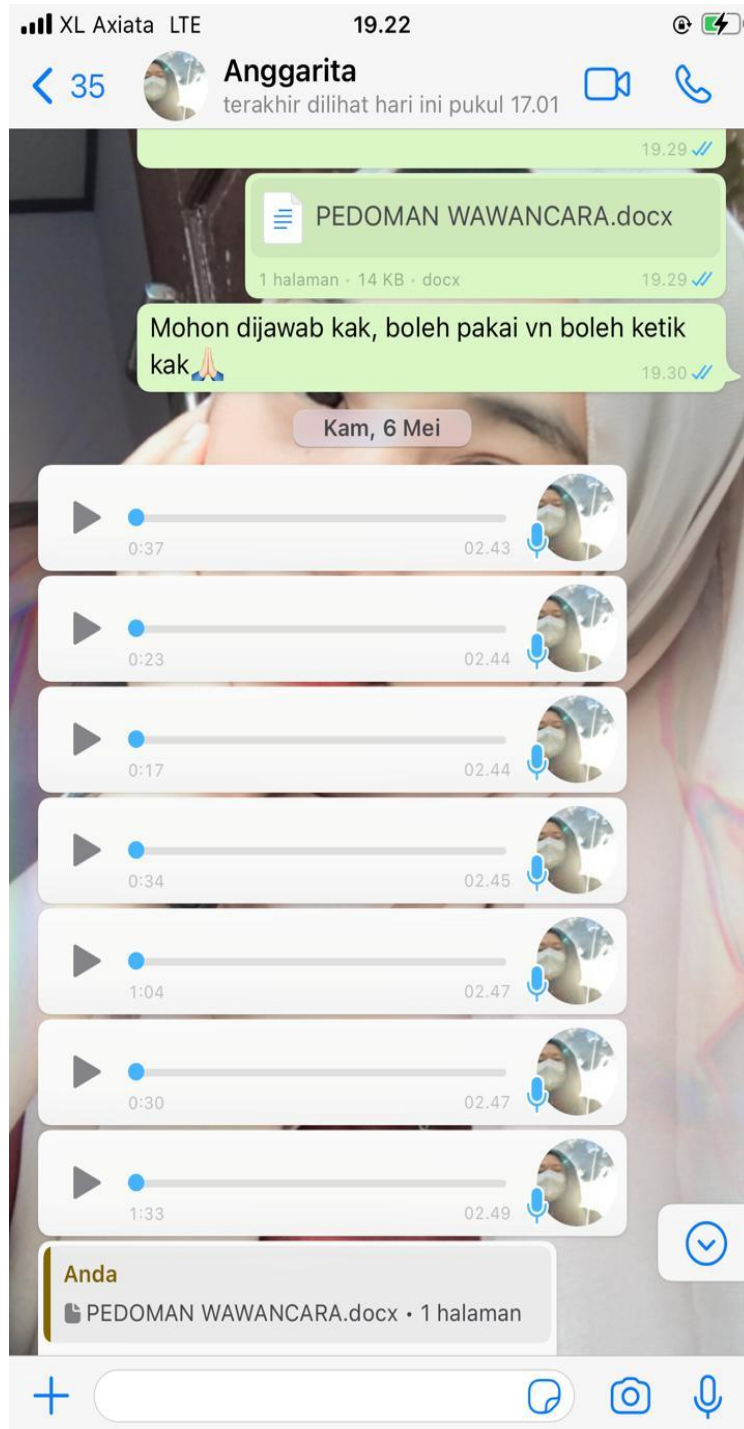 XL Axiata LTE 19.22
35 Anggarita
terakhir dilihat hari ini pukul 17.01
19.29
PEDOMAN WAWANCARA.docx
1 halaman · 14 KB · docx 19.29
Mohon dijawab kak, boleh pakai vn boleh ketik
kak🙏🏻 19.30
Kam, 6 Mei
0:37 02.43
0:23 02.44
0:17 02.44
0:34 02.45
1:04 02.47
0:30 02.47
1:33 02.49
Anda
PEDOMAN WAWANCARA.docx • 1 halaman